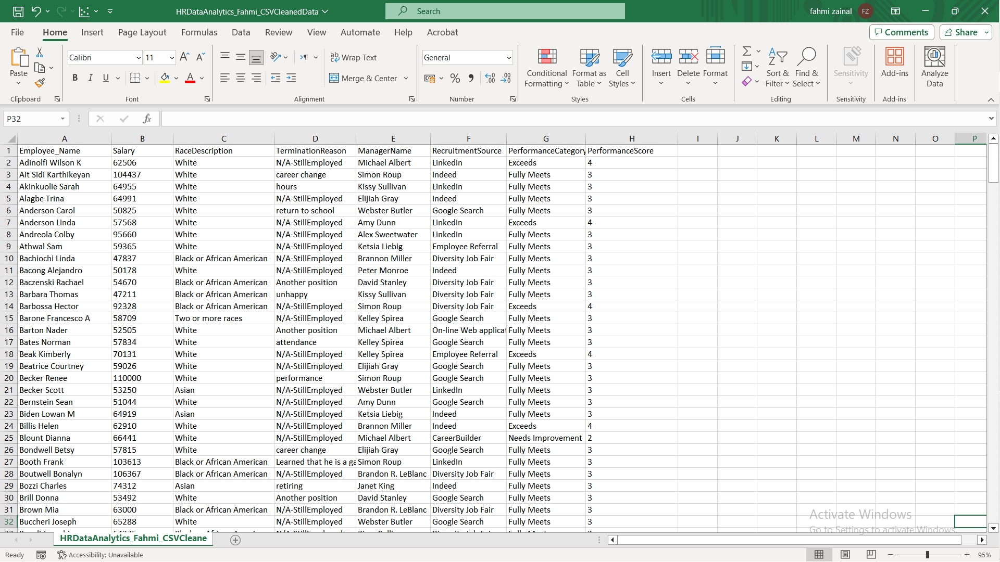 HRDataAnalytics_Fahmi_CSVCleanedData
Search
fahmi zainal FZ
File Home Insert Page Layout Formulas Data Review View Automate Help Acrobat Comments Share
Calibri 11 ab Wrap Text General
Paste B I U A Merge & Center % Conditional Formatting Format as Table Cell Styles Insert Delete Format Sort & Filter Find & Select Sensitivity Add-ins Analyze Data
Clipboard Font Alignment Number Styles Cells Editing Sensitivity Add-ins
P32 fx
A B C D E F G H I J K L M N O P
1 Employee_Name Salary RaceDescription TerminationReason ManagerName RecruitmentSource PerformanceCategory PerformanceScore
2 Adinolfi Wilson K 62506 White N/A-StillEmployed Michael Albert LinkedIn Exceeds 4
3 Ait Sidi Karthikeyan 104437 White career change Simon Roup Indeed Fully Meets 3
4 Akinkuolie Sarah 64955 White hours Kissy Sullivan LinkedIn Fully Meets 3
5 Alagbe Trina 64991 White N/A-StillEmployed Elijiah Gray Indeed Fully Meets 3
6 Anderson Carol 50825 White return to school Webster Butler Google Search Fully Meets 3
7 Anderson Linda 57568 White N/A-StillEmployed Amy Dunn LinkedIn Exceeds 4
8 Andreola Colby 95660 White N/A-StillEmployed Alex Sweetwater LinkedIn Fully Meets 3
9 Athwal Sam 59365 White N/A-StillEmployed Ketsia Liebig Employee Referral Fully Meets 3
10 Bachiochi Linda 47837 Black or African American N/A-StillEmployed Brannon Miller Diversity Job Fair Fully Meets 3
11 Bacong Alejandro 50178 White N/A-StillEmployed Peter Monroe Indeed Fully Meets 3
12 Baczenski Rachael 54670 Black or African American Another position David Stanley Diversity Job Fair Fully Meets 3
13 Barbara Thomas 47211 Black or African American unhappy Kissy Sullivan Diversity Job Fair Fully Meets 3
14 Barbossa Hector 92328 Black or African American N/A-StillEmployed Simon Roup Diversity Job Fair Exceeds 4
15 Barone Francesco A 58709 Two or more races N/A-StillEmployed Kelley Spirea Google Search Fully Meets 3
16 Barton Nader 52505 White Another position Michael Albert On-line Web applicat Fully Meets 3
17 Bates Norman 57834 White attendance Kelley Spirea Google Search Fully Meets 3
18 Beak Kimberly 70131 White N/A-StillEmployed Kelley Spirea Employee Referral Exceeds 4
19 Beatrice Courtney 59026 White N/A-StillEmployed Elijiah Gray Google Search Fully Meets 3
20 Becker Renee 110000 White performance Simon Roup Google Search Fully Meets 3
21 Becker Scott 53250 Asian N/A-StillEmployed Webster Butler LinkedIn Fully Meets 3
22 Bernstein Sean 51044 White N/A-StillEmployed Amy Dunn Google Search Fully Meets 3
23 Biden Lowan M 64919 Asian N/A-StillEmployed Ketsia Liebig Indeed Fully Meets 3
24 Billis Helen 62910 White N/A-StillEmployed Brannon Miller Indeed Exceeds 4
25 Blount Dianna 66441 White N/A-StillEmployed Michael Albert CareerBuilder Needs Improvement 2
26 Bondwell Betsy 57815 White career change Elijiah Gray Google Search Fully Meets 3
27 Booth Frank 103613 Black or African American Learned that he is a ga Simon Roup LinkedIn Fully Meets 3
28 Boutwell Bonalyn 106367 Black or African American N/A-StillEmployed Brandon R. LeBlanc Diversity Job Fair Fully Meets 3
29 Bozzi Charles 74312 Asian retiring Janet King Indeed Fully Meets 3
30 Brill Donna 53492 White Another position David Stanley Google Search Fully Meets 3
31 Brown Mia 63000 Black or African American N/A-StillEmployed Brandon R. LeBlanc Diversity Job Fair Fully Meets 3
32 Buccheri Joseph 65288 White N/A-StillEmployed Webster Butler Google Search Fully Meets 3
Activate Windows
Go to Settings to activate Windows.
HRDataAnalytics_Fahmi_CSVCleane
Ready Accessibility: Unavailable 95%